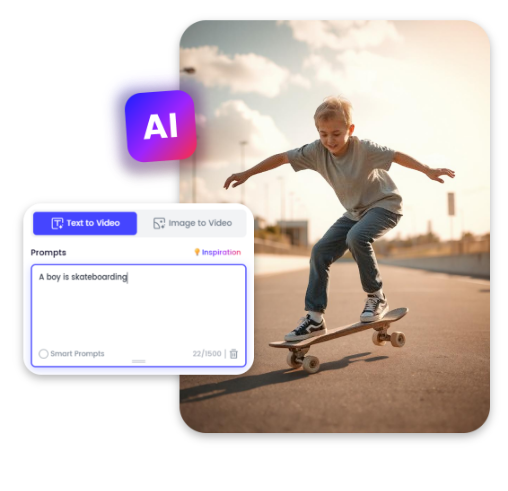 AI
Text to Video
Image to Video
Prompts
Inspiration
A boy is skateboarding
Smart Prompts
22/1500